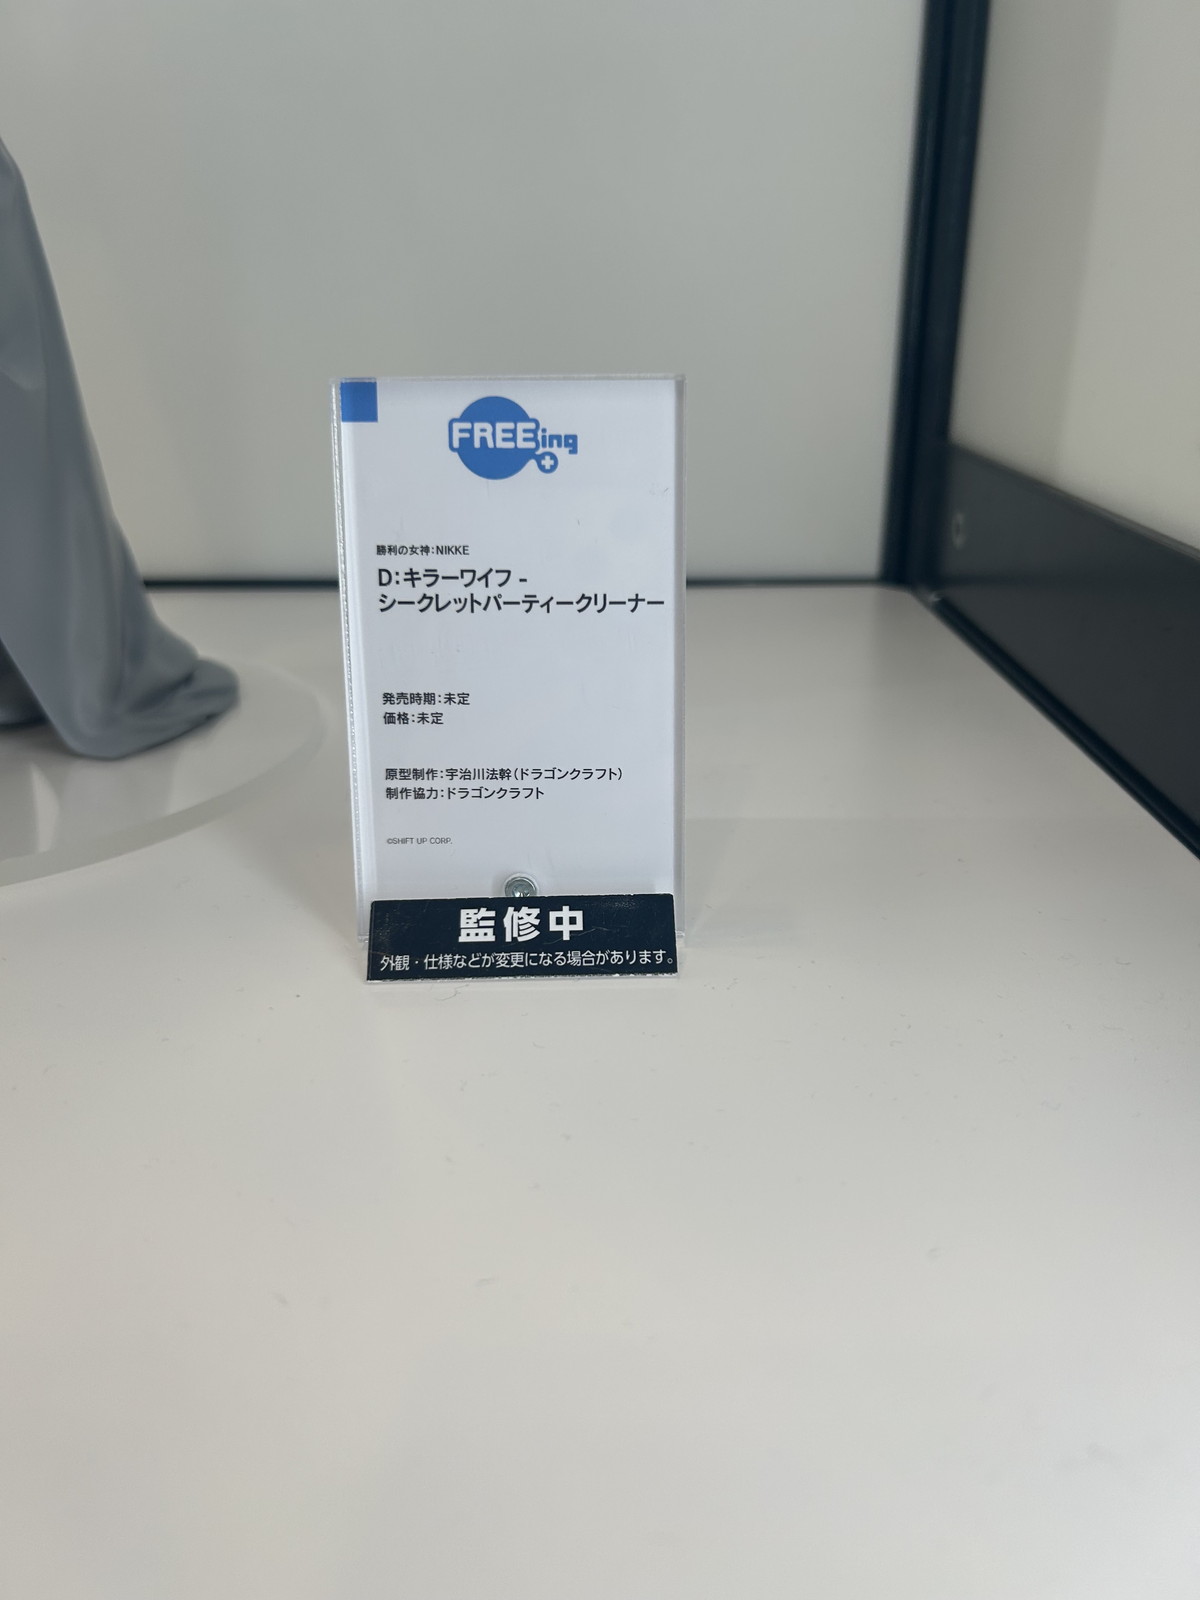 FREEing
勝利の女神：NIKKE
D：キラーワイフ -
シークレットパーティークリーナー
発売時期：未定
価格：未定
原型制作：宇治川法幹（ドラゴンクラフト）
制作協力：ドラゴンクラフト
©SHIFT UP CORP.
監修中
外観・仕様などが変更になる場合があります。